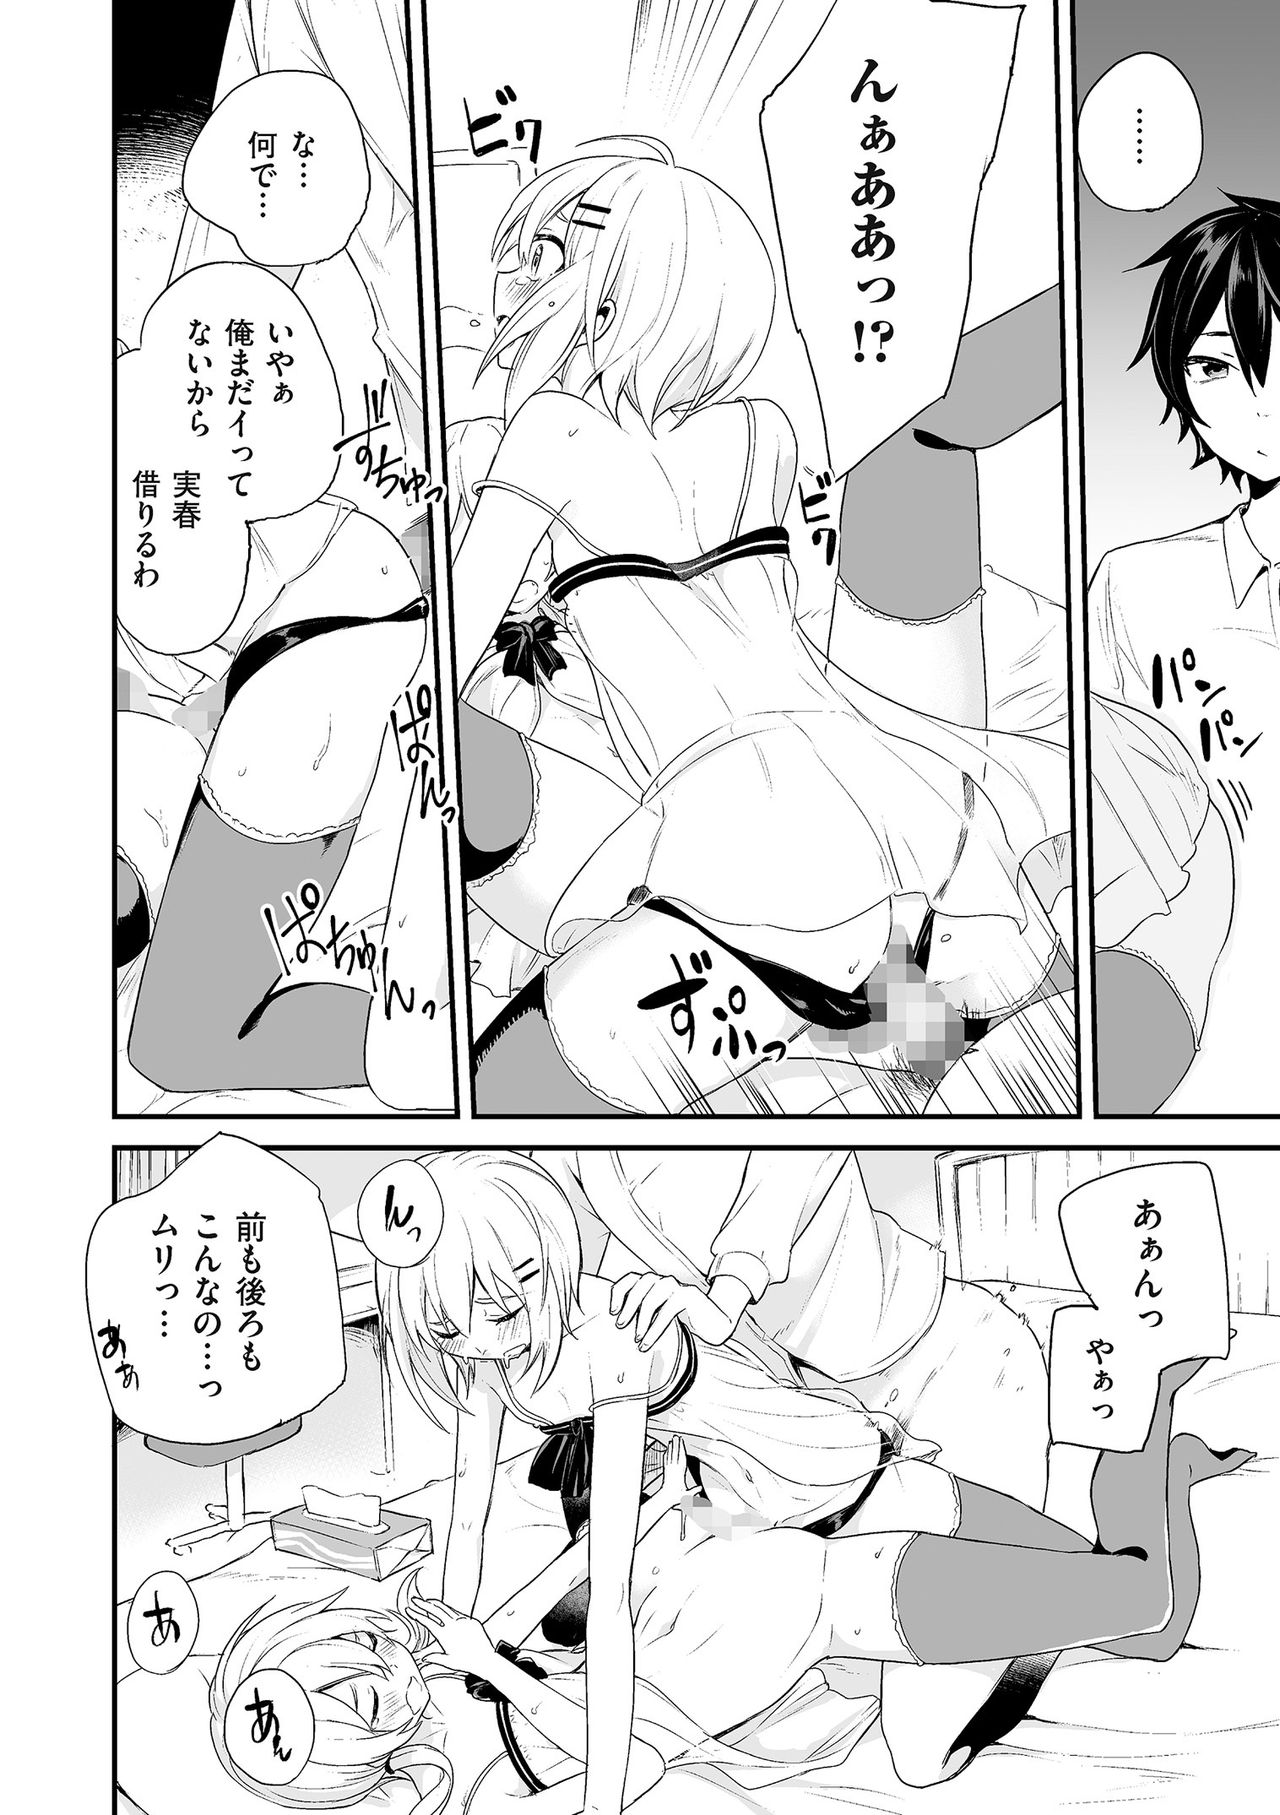 ……
パンパン
んぁああっ!?
ビクビク
ずぷっ
な…
何で…
いやぁ
俺まだイって
ないから
実春
借りるわ
ずちゅっ
ぱんっ
ぱちゅんっ
あぁんっ
やぁっ
んっ
前も後ろも
こんなの…っ
ムリっ…
あぁあぁ
あ
あん